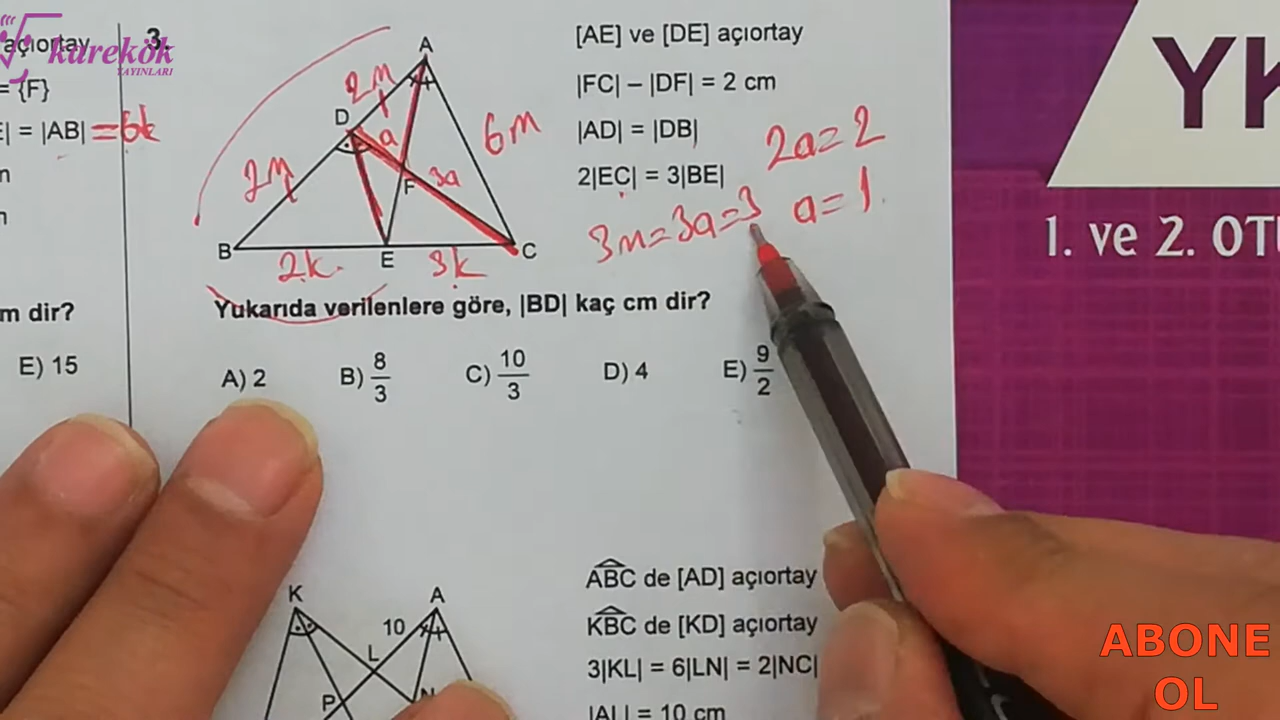 karekök
YAYINLARI
açıortay
= {F}
| = |AB| = 6k
m dir?
E) 15
3.
A
D
B
E
C
F
2m
2m
6m
a
3a
2k
3k
[AE] ve [DE] açıortay
|FC| – |DF| = 2 cm
|AD| = |DB|
2|EC| = 3|BE|
2a = 2
a = 1
3m = 3a = 3
Yukarıda verilenlere göre, |BD| kaç cm dir?
A) 2 B) 8/3 C) 10/3 D) 4 E) 9/2
K
A
10
L
P
N
ABC de [AD] açıortay
KBC de [KD] açıortay
3|KL| = 6|LN| = 2|NC|
|AL| = 10 cm
1. ve 2. OT
ABONE
OL